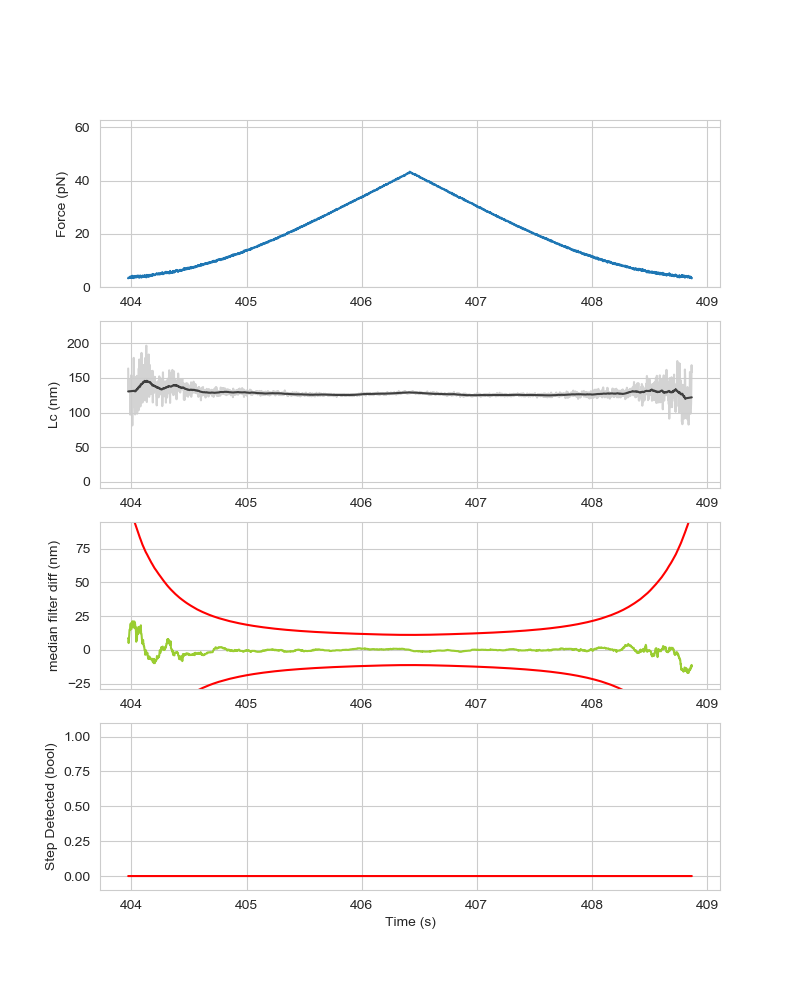 60
40
20
0
Force (pN)
404 405 406 407 408 409
200
150
100
50
0
Lc (nm)
404 405 406 407 408 409
75
50
25
0
−25
median filter diff (nm)
404 405 406 407 408 409
1.00
0.75
0.50
0.25
0.00
Step Detected (bool)
404 405 406 407 408 409
Time (s)